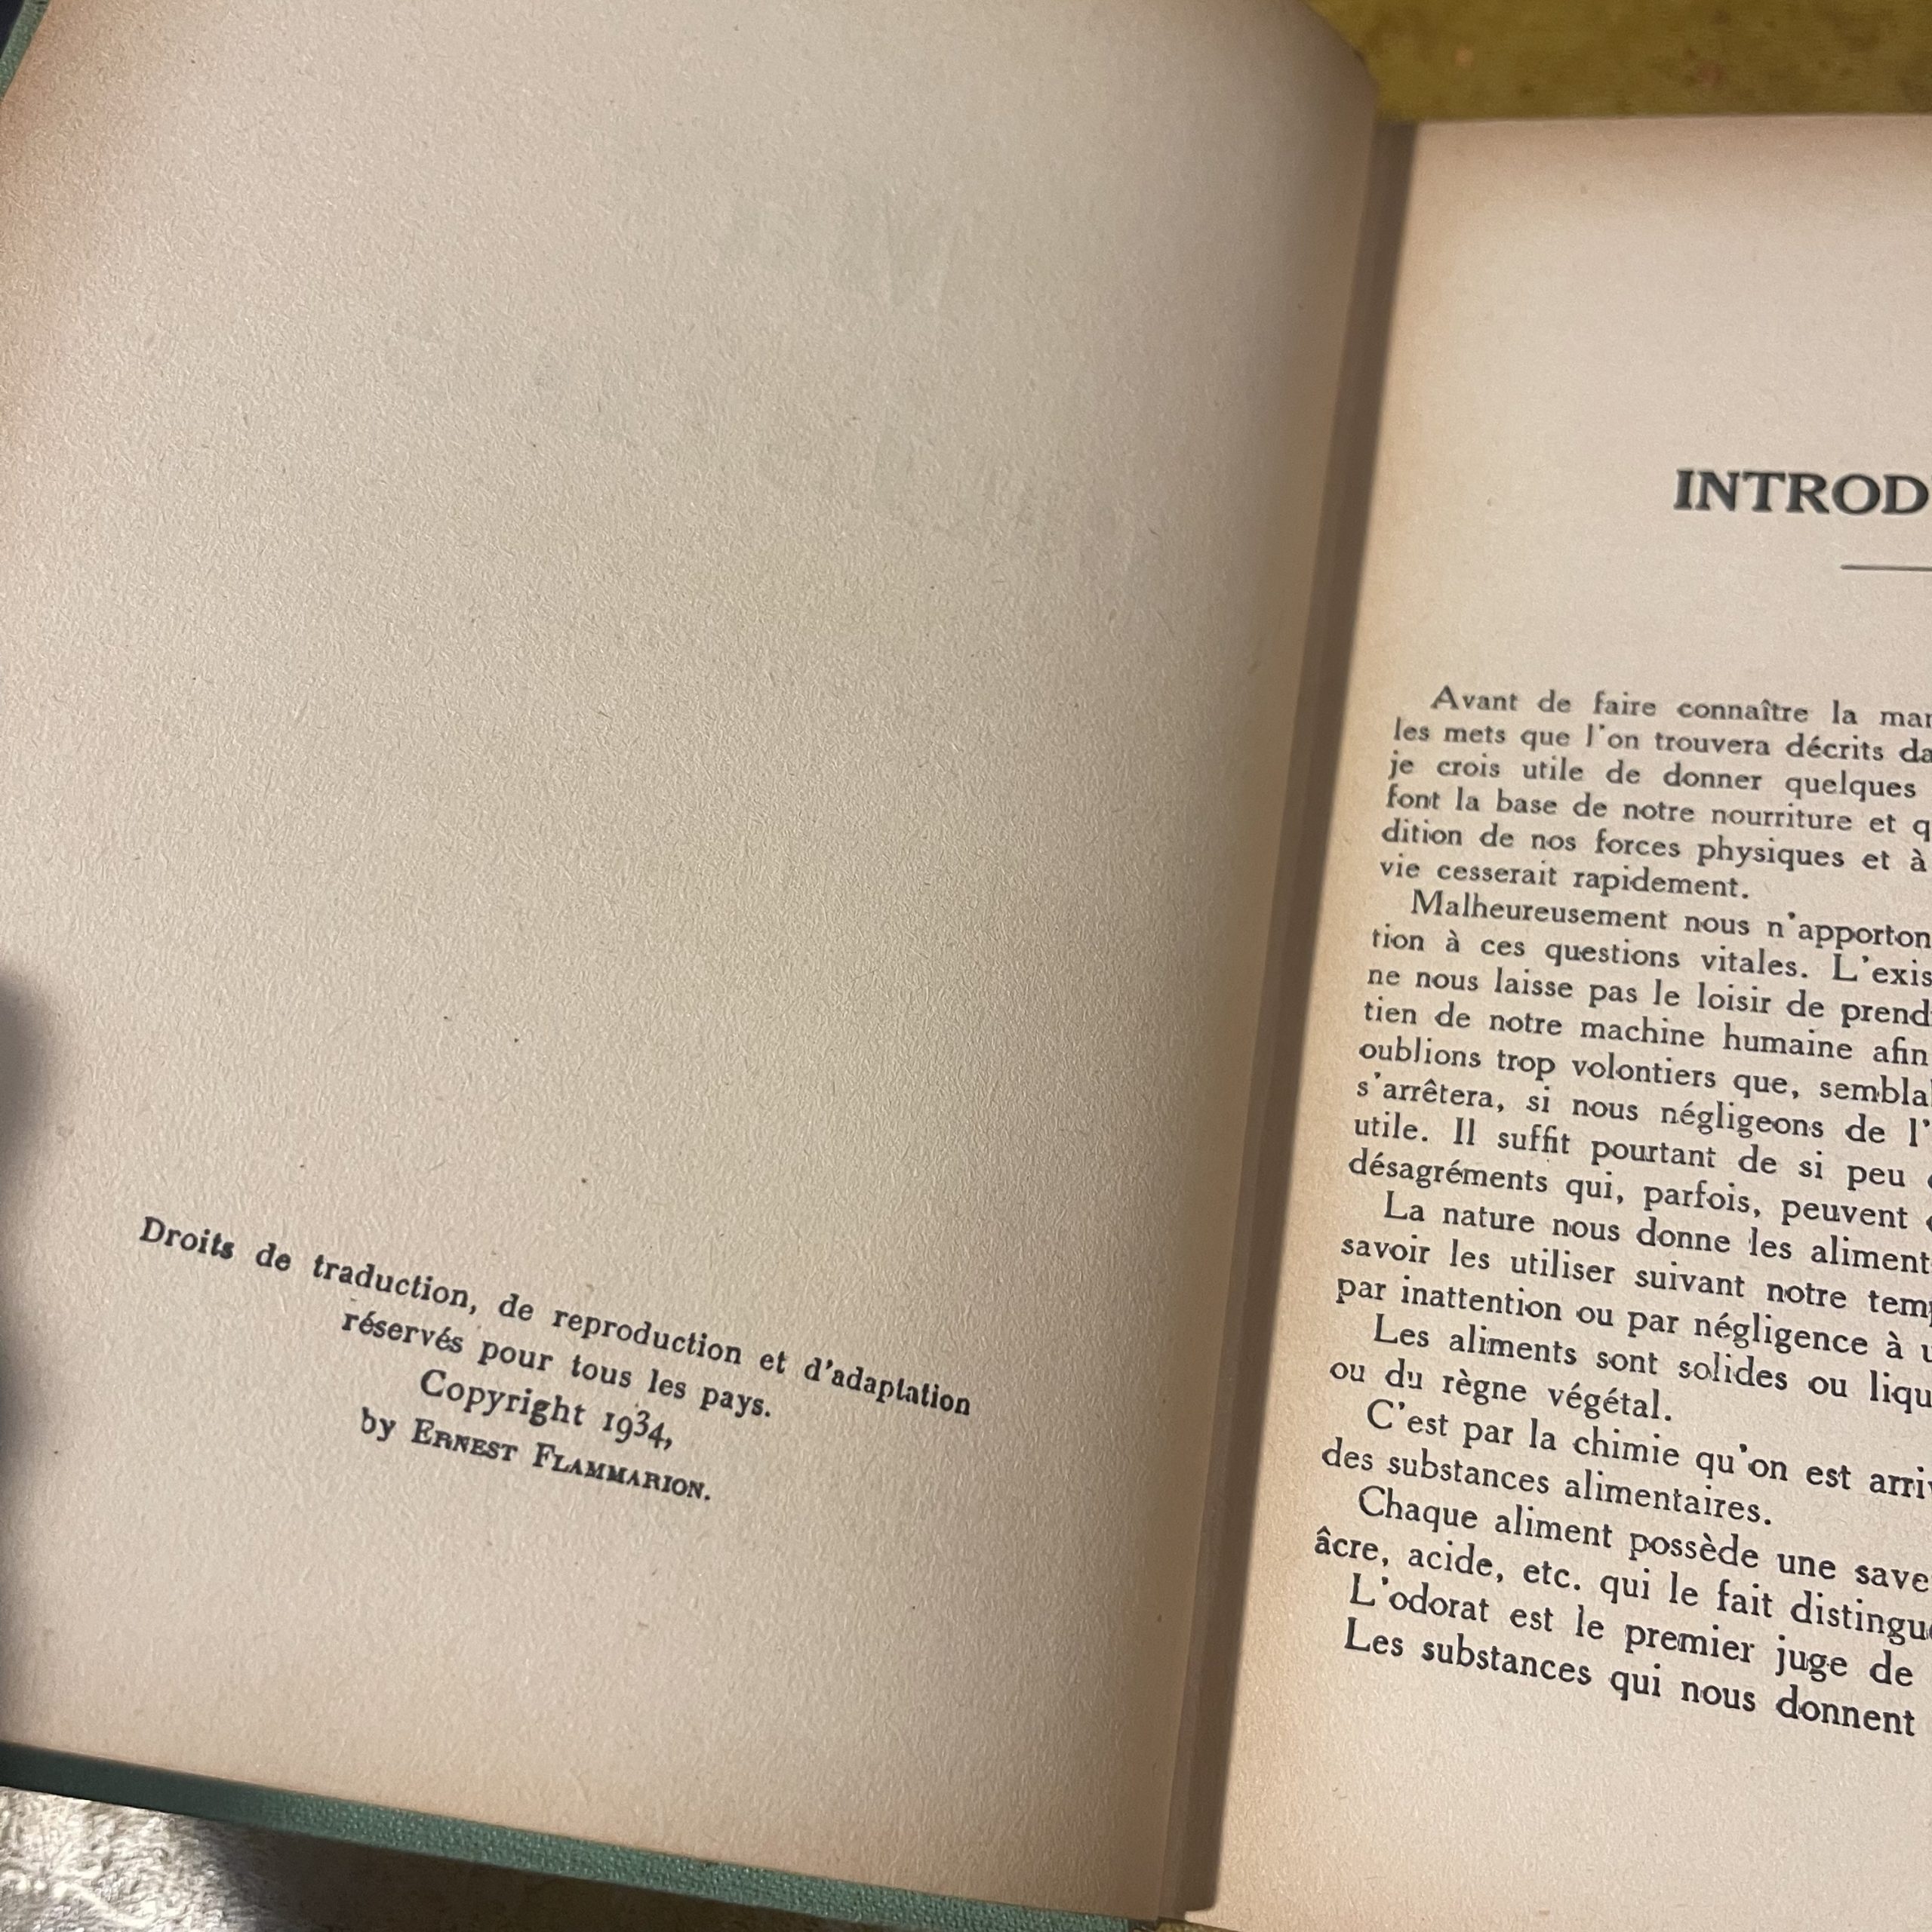 Droits de traduction, de reproduction et d'adaptation
réservés pour tous les pays.
Copyright 1934,
by ERNEST FLAMMARION.
INTROD
Avant de faire connaître la
les mets que l'on trouvera décrits
je crois utile de donner quelques
font la base de notre nourriture et
dition de nos forces physiques et à
vie cesserait rapidement.
Malheureusement nous n'apporton
tion à ces questions vitales. L'exis
ne nous laisse pas le loisir de prend
tien de notre machine humaine afin
oublions trop volontiers que, sembla
s'arrêtera, si nous négligeons de l'
utile. Il suffit pourtant de si peu
désagréments qui, parfois, peuvent
La nature nous donne les aliment
savoir les utiliser suivant notre tem
par inattention ou par négligence à
Les aliments sont solides ou liqu
ou du règne végétal.
C'est par la chimie qu'on est arri
des substances alimentaires.
Chaque aliment possède une save
âcre, acide, etc. qui le fait distingu
L'odorat est le premier juge de
Les substances qui nous donnent